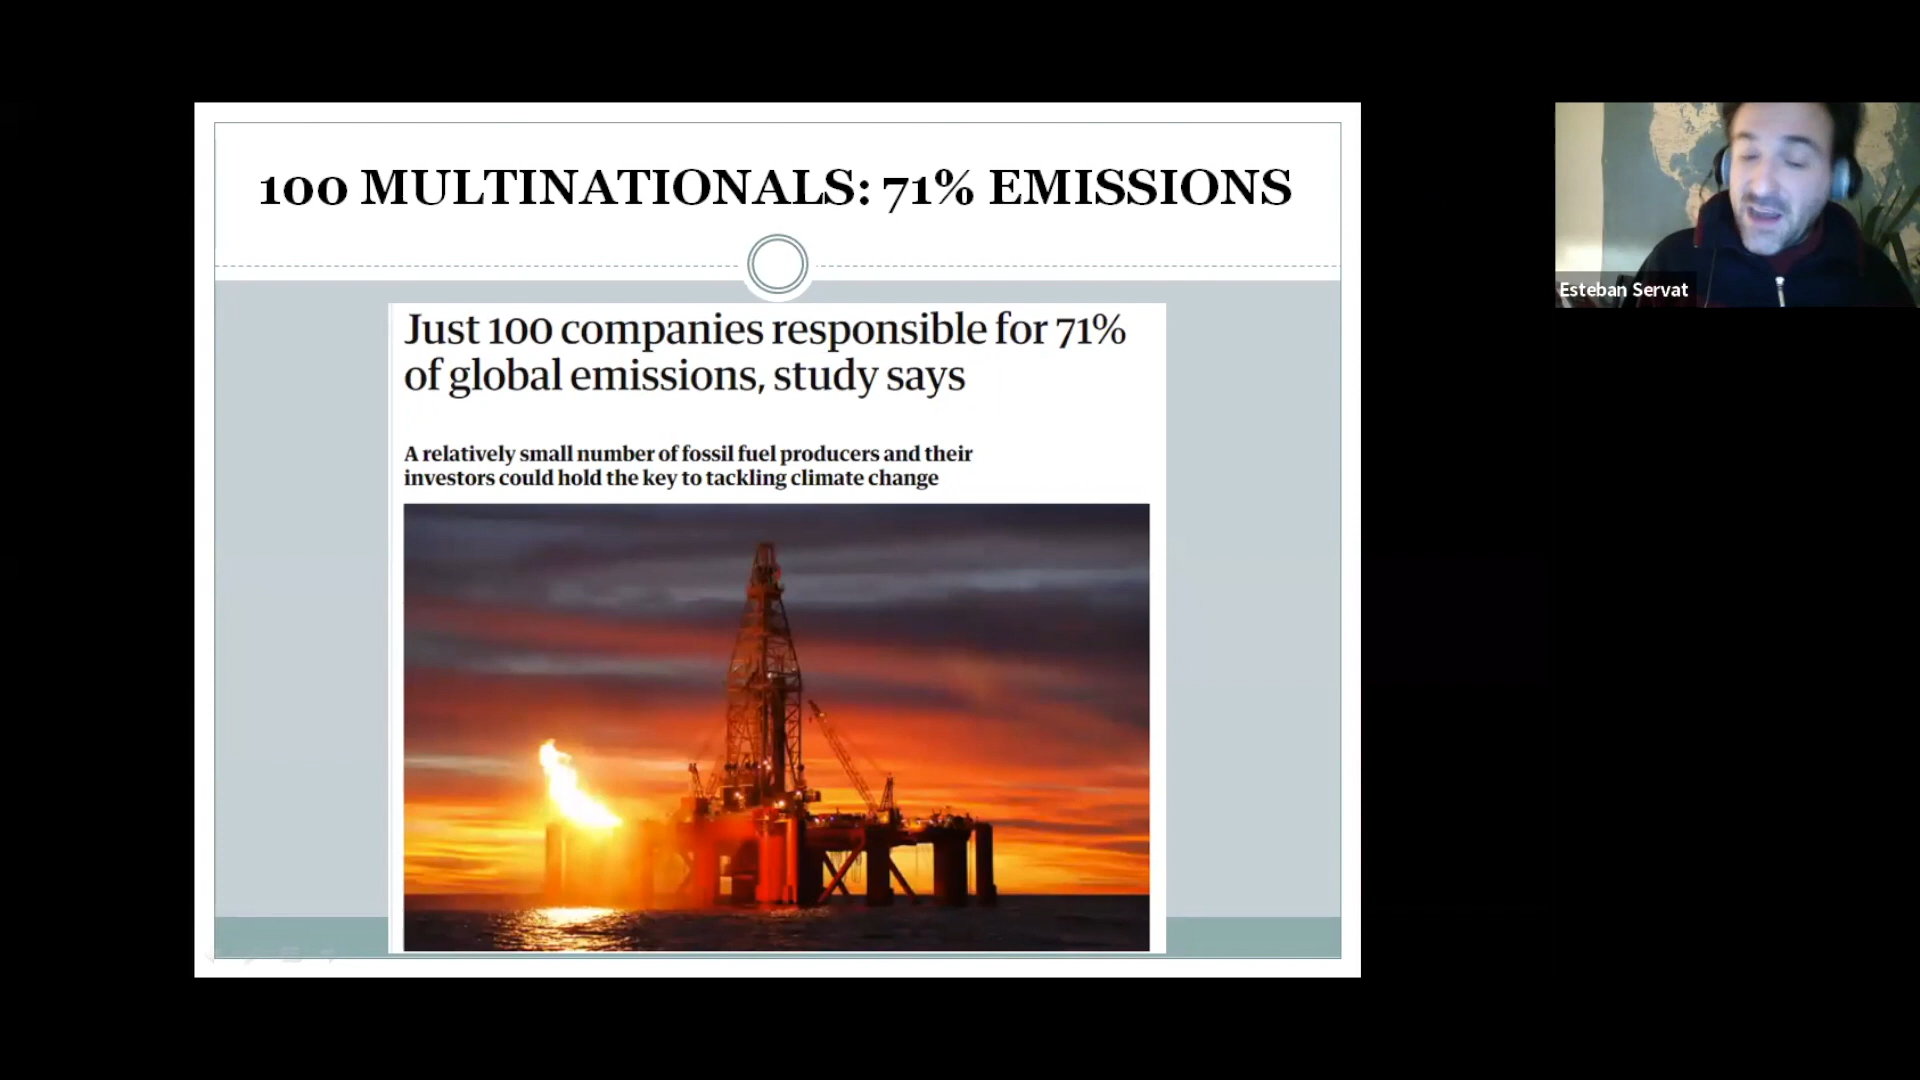 100 MULTINATIONALS: 71% EMISSIONS
Just 100 companies responsible for 71%
of global emissions, study says
A relatively small number of fossil fuel producers and their
investors could hold the key to tackling climate change
Esteban Servat